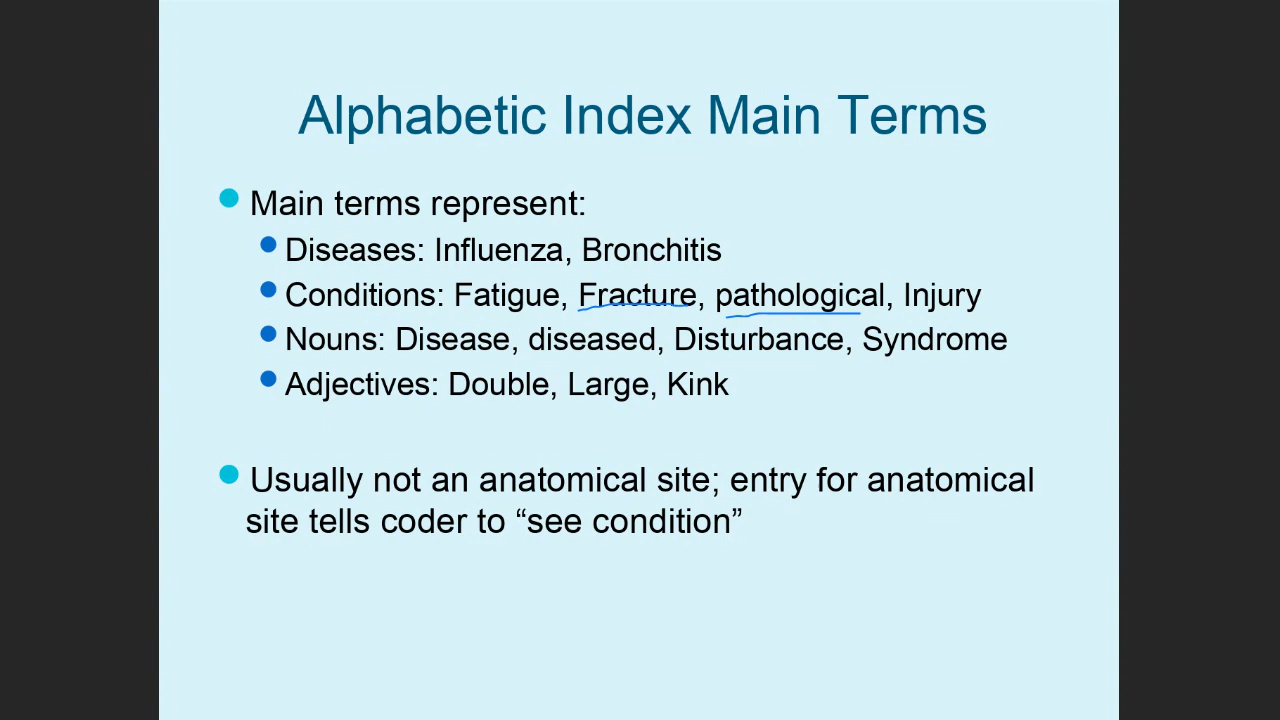 Alphabetic Index Main Terms
Main terms represent:
Diseases: Influenza, Bronchitis
Conditions: Fatigue, Fracture, pathological, Injury
Nouns: Disease, diseased, Disturbance, Syndrome
Adjectives: Double, Large, Kink
Usually not an anatomical site; entry for anatomical
site tells coder to “see condition”